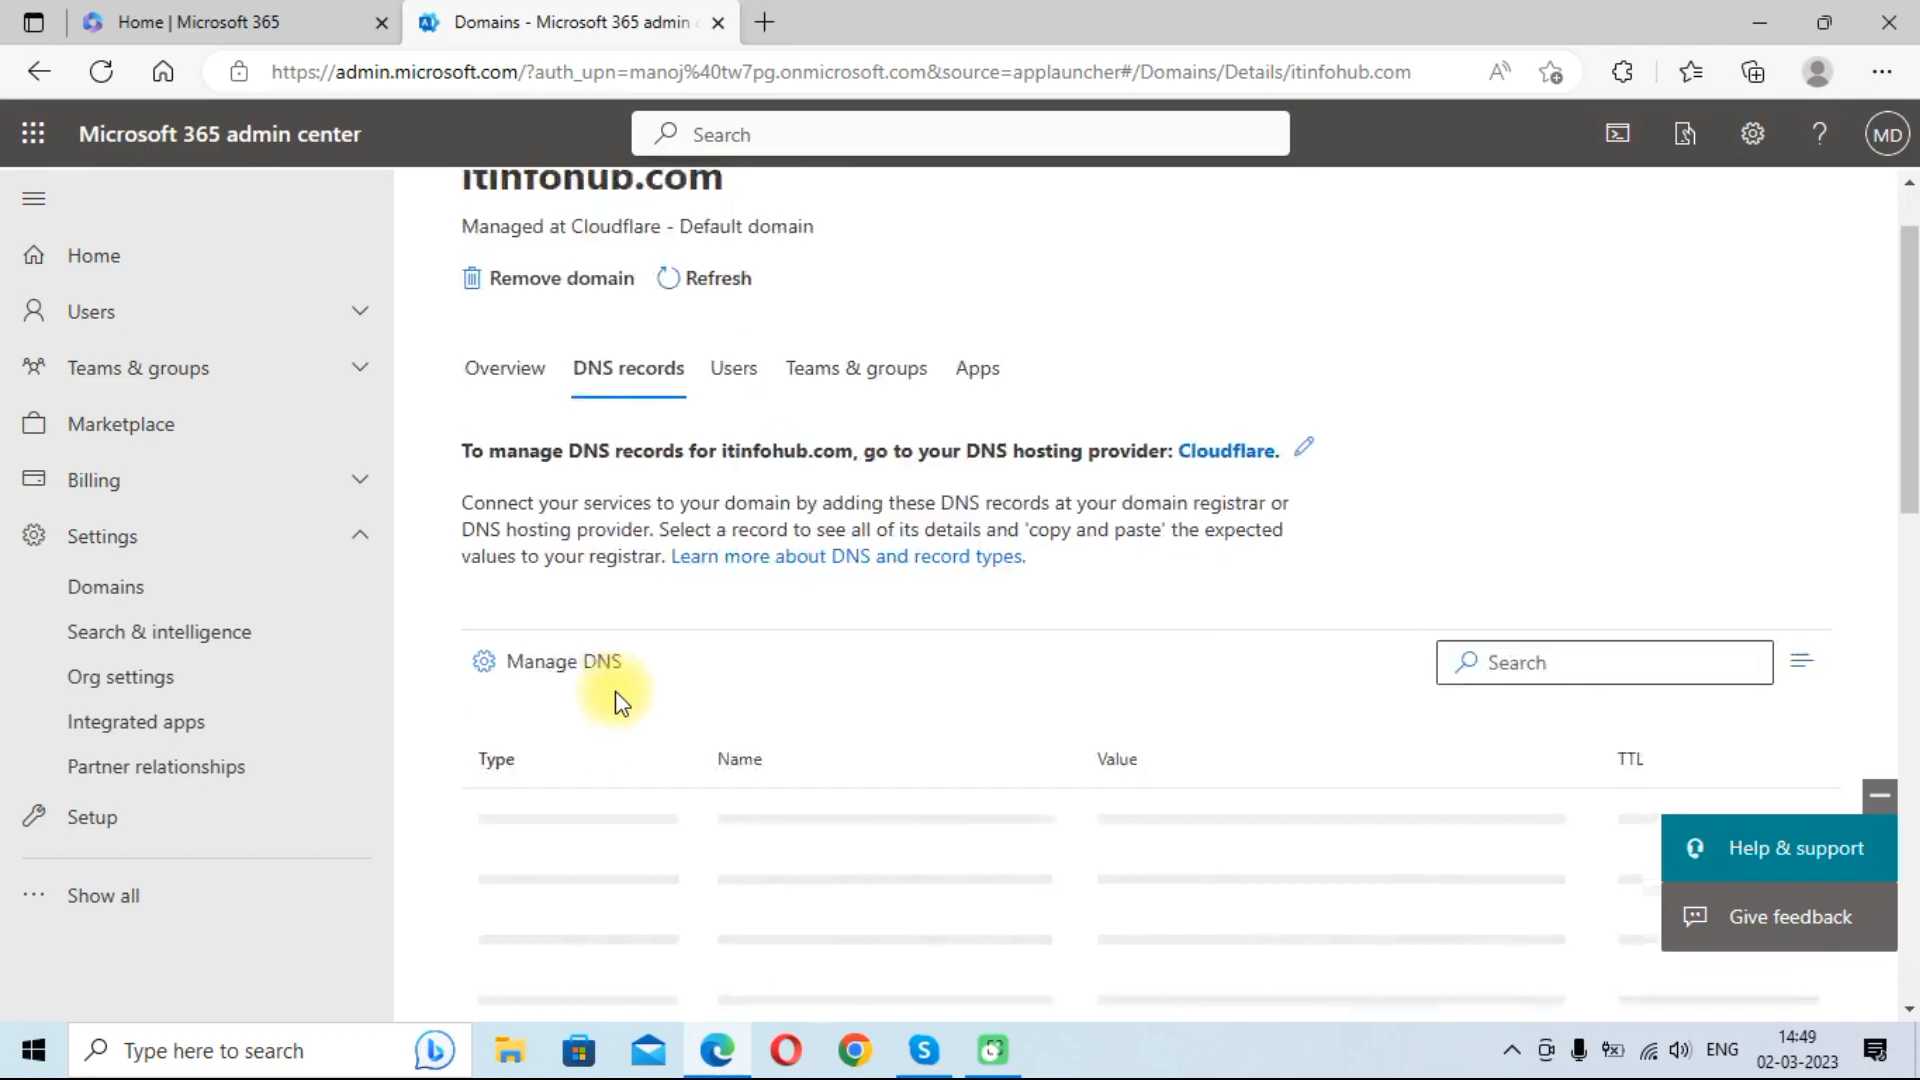 Home | Microsoft 365
Domains - Microsoft 365 admin
https://admin.microsoft.com/?auth_upn=manoj%40tw7pg.onmicrosoft.com&source=applauncher#/Domains/Details/itinfohub.com
Microsoft 365 admin center
Search
MD
itinfohub.com
Managed at Cloudflare - Default domain
Remove domain
Refresh
Home
Users
Teams & groups
Marketplace
Billing
Settings
Domains
Search & intelligence
Org settings
Integrated apps
Partner relationships
Setup
Show all
Overview
DNS records
Users
Teams & groups
Apps
To manage DNS records for itinfohub.com, go to your DNS hosting provider: Cloudflare.
Connect your services to your domain by adding these DNS records at your domain registrar or
DNS hosting provider. Select a record to see all of its details and 'copy and paste' the expected
values to your registrar. Learn more about DNS and record types.
Manage DNS
Search
Type
Name
Value
TTL
Help & support
Give feedback
Type here to search
ENG
14:49
02-03-2023